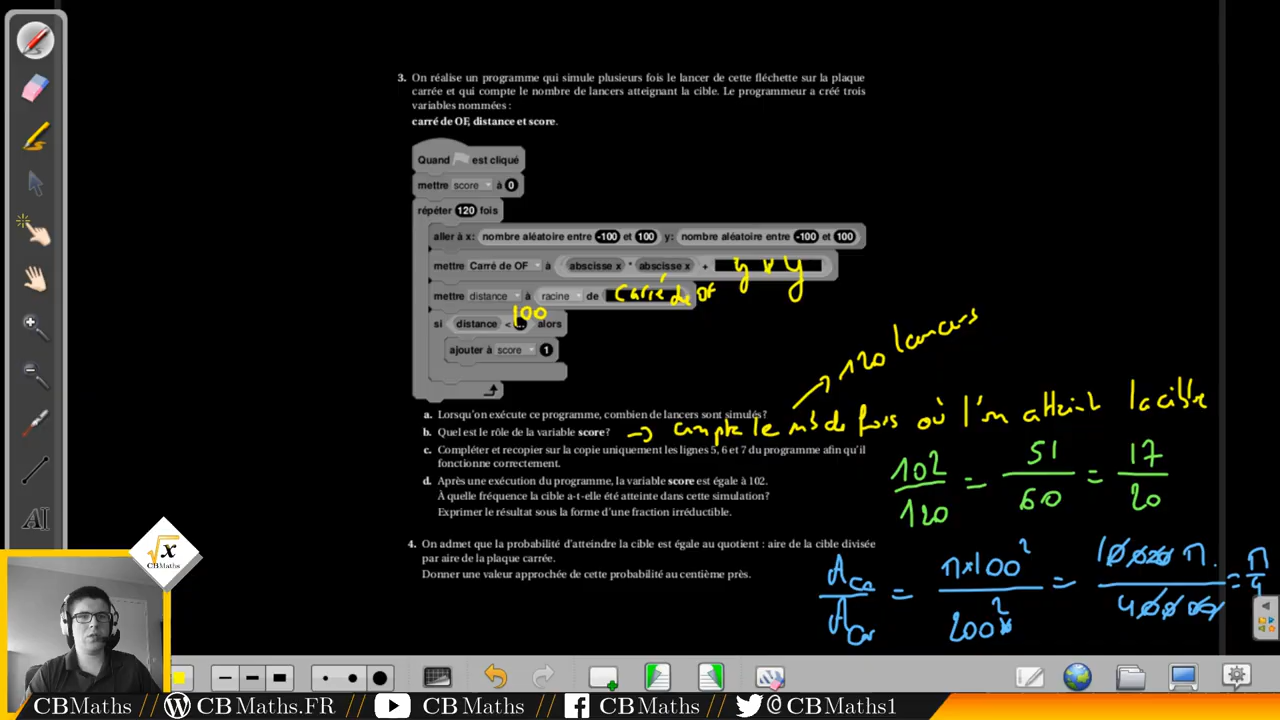 3. On réalise un programme qui simule plusieurs fois le lancer de cette fléchette sur la plaque
carrée et qui compte le nombre de lancers atteignant la cible. Le programmeur a créé trois
variables nommées :
carré de OF, distance et score.
Quand est cliqué
mettre score à 0
répéter 120 fois
aller à x: nombre aléatoire entre -100 et 100 y: nombre aléatoire entre -100 et 100
mettre Carré de OF à abscisse x * abscisse x + y * y
mettre distance à racine de Carré de OF
si distance < 100 alors
ajouter à score 1
a. Lorsqu'on exécute ce programme, combien de lancers sont simulés?
→ 120 lancers
b. Quel est le rôle de la variable score?
→ compte le nb de fois où l'on atteint la cible
c. Compléter et recopier sur la copie uniquement les lignes 5, 6 et 7 du programme afin qu'il
fonctionne correctement.
d. Après une exécution du programme, la variable score est égale à 102.
À quelle fréquence la cible a-t-elle été atteinte dans cette simulation?
Exprimer le résultat sous la forme d'une fraction irréductible.
102/120 = 51/60 = 17/20
4. On admet que la probabilité d'atteindre la cible est égale au quotient : aire de la cible divisée
par aire de la plaque carrée.
Donner une valeur approchée de cette probabilité au centième près.
π×100²/200² = 10 000 π/40 000 = π/4
√x
CBMaths
AI
CBMaths // CBMaths.FR // CBMaths // CBMaths // @CBMaths1